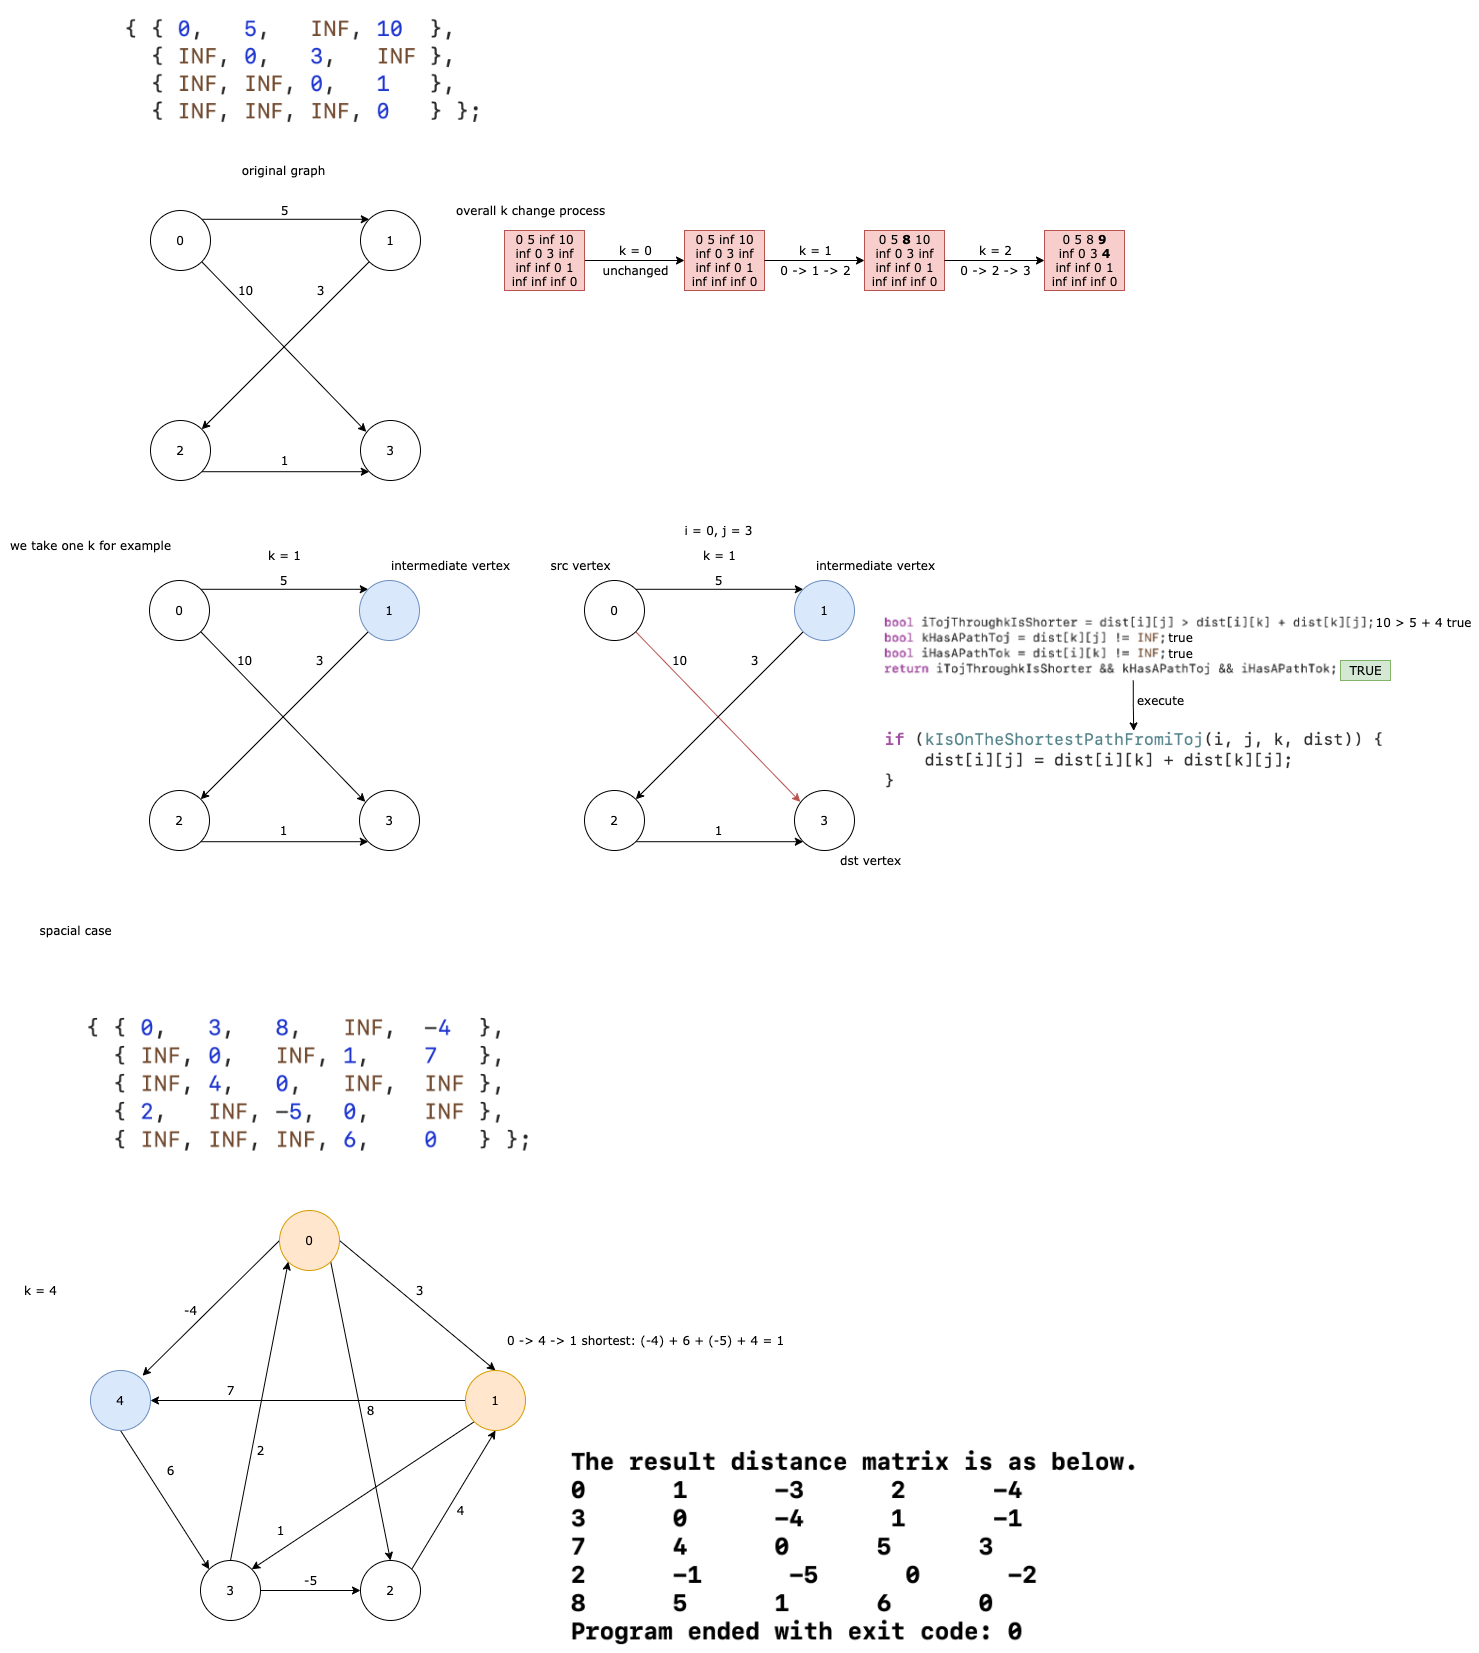 { { 0, 5, INF, 10 },
{ INF, 0, 3, INF },
{ INF, INF, 0, 1 },
{ INF, INF, INF, 0 } };
original graph
0
5
1
10
3
2
1
3
overall k change process
0 5 inf 10
inf 0 3 inf
inf inf 0 1
inf inf inf 0
k = 0
unchanged
0 5 inf 10
inf 0 3 inf
inf inf 0 1
inf inf inf 0
k = 1
0 -> 1 -> 2
0 5 8 10
inf 0 3 inf
inf inf 0 1
inf inf inf 0
k = 2
0 -> 2 -> 3
0 5 8 9
inf 0 3 4
inf inf 0 1
inf inf inf 0
we take one k for example
k = 1
intermediate vertex
0
5
1
10
3
2
1
3
i = 0, j = 3
k = 1
src vertex
intermediate vertex
0
5
1
10
3
2
1
3
dst vertex
bool iTojThroughkIsShorter = dist[i][j] > dist[i][k] + dist[k][j]; 10 > 5 + 4 true
bool kHasAPathToj = dist[k][j] != INF; true
bool iHasAPathTok = dist[i][k] != INF; true
return iTojThroughkIsShorter && kHasAPathToj && iHasAPathTok; TRUE
execute
if (kIsOnTheShortestPathFromiToj(i, j, k, dist)) {
dist[i][j] = dist[i][k] + dist[k][j];
}
spacial case
{ { 0, 3, 8, INF, -4 },
{ INF, 0, INF, 1, 7 },
{ INF, 4, 0, INF, INF },
{ 2, INF, -5, 0, INF },
{ INF, INF, INF, 6, 0 } };
k = 4
0
-4
3
0 -> 4 -> 1 shortest: (-4) + 6 + (-5) + 4 = 1
4
7
8
1
2
6
4
1
3
-5
2
The result distance matrix is as below.
0 1 -3 2 -4
3 0 -4 1 -1
7 4 0 5 3
2 -1 -5 0 -2
8 5 1 6 0
Program ended with exit code: 0